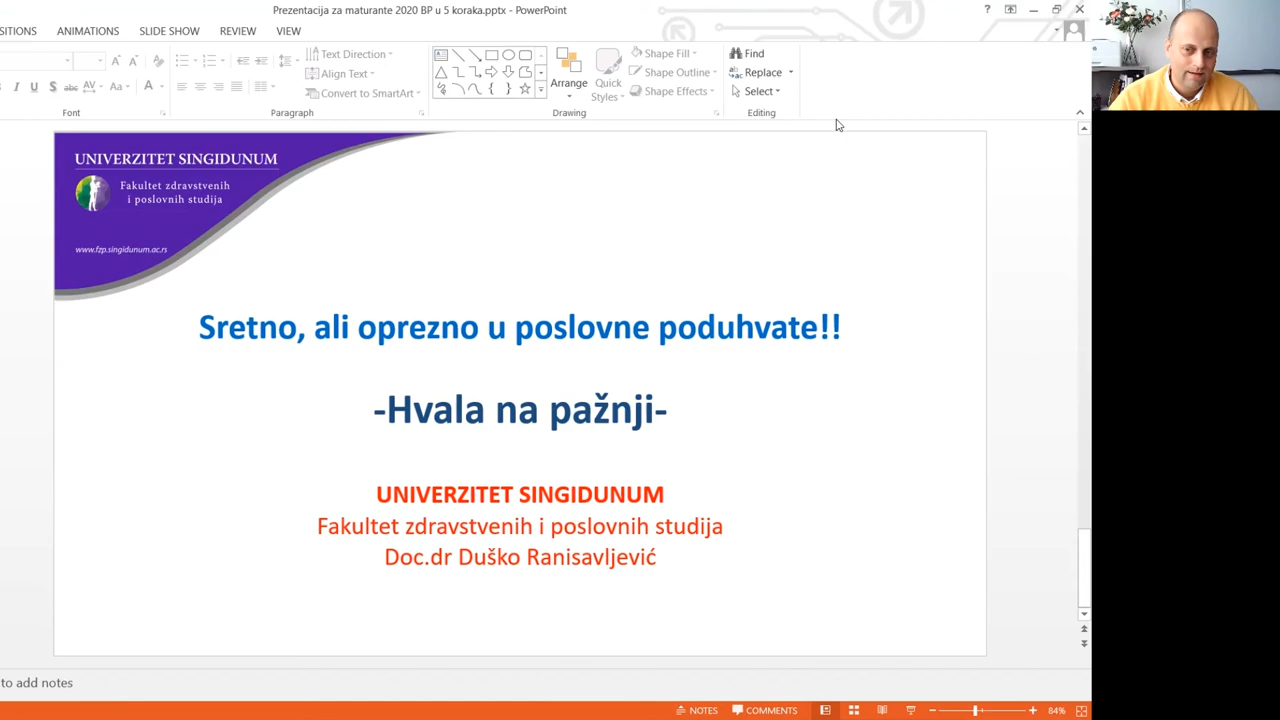 Prezentacija za maturante 2020 BP u 5 koraka.pptx - PowerPoint
SITIONS ANIMATIONS SLIDE SHOW REVIEW VIEW
Text Direction
Align Text
Convert to SmartArt
Arrange
Quick
Styles
Shape Fill
Shape Outline
Shape Effects
Find
Replace
Select
Font Paragraph Drawing Editing
UNIVERZITET SINGIDUNUM
Fakultet zdravstvenih
i poslovnih studija
www.fzp.singidunum.ac.rs
Sretno, ali oprezno u poslovne poduhvate!!
-Hvala na pažnji-
UNIVERZITET SINGIDUNUM
Fakultet zdravstvenih i poslovnih studija
Doc.dr Duško Ranisavljević
to add notes
NOTES COMMENTS 84%